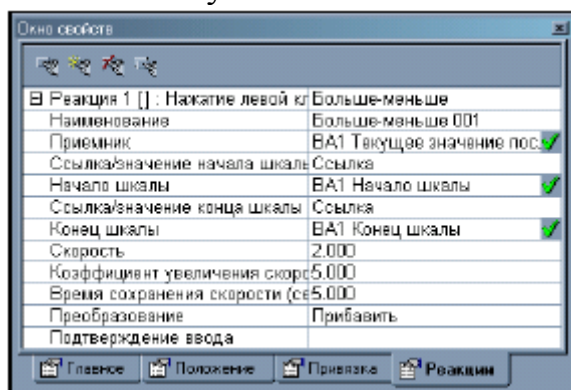 Окно свойств
Реакция 1 [] : Нажатие левой кл Больше-меньше
Наименование Больше-меньше 001
Приемник ВА1 Текущее значение пос.
Ссылка/значение начала шкалы Ссылка
Начало шкалы ВА1 Начало шкалы
Ссылка/значение конца шкалы Ссылка
Конец шкалы ВА1 Конец шкалы
Скорость 2.000
Коэффициент увеличения скоро 5.000
Время сохранения скорости (се 5.000
Преобразование Прибавить
Подтверждение ввода
Главное Положение Привязка Реакции